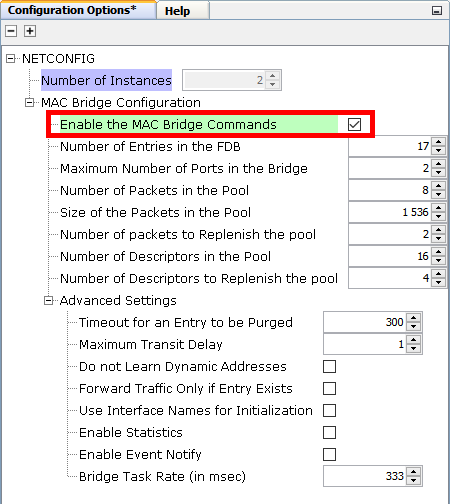 Configuration Options* Help
NETCONFIG
Number of Instances 2
MAC Bridge Configuration
Enable the MAC Bridge Commands
Number of Entries in the FDB 17
Maximum Number of Ports in the Bridge 2
Number of Packets in the Pool 8
Size of the Packets in the Pool 1 536
Number of packets to Replenish the pool 2
Number of Descriptors in the Pool 16
Number of Descriptors to Replenish the pool 4
Advanced Settings
Timeout for an Entry to be Purged 300
Maximum Transit Delay 1
Do not Learn Dynamic Addresses
Forward Traffic Only if Entry Exists
Use Interface Names for Initialization
Enable Statistics
Enable Event Notify
Bridge Task Rate (in msec) 333